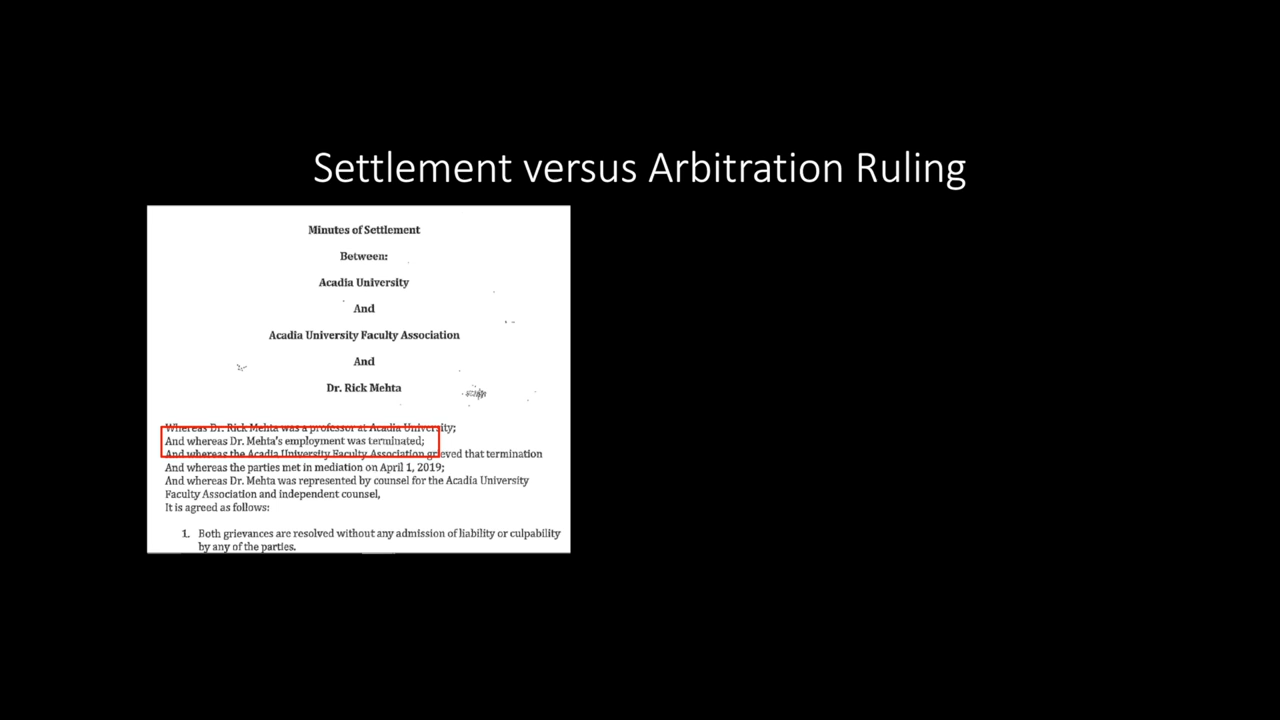 Settlement versus Arbitration Ruling
Minutes of Settlement
Between:
Acadia University
And
Acadia University Faculty Association
And
Dr. Rick Mehta
Whereas Dr. Rick Mehta was a professor at Acadia University;
And whereas Dr. Mehta's employment was terminated;
And whereas the Acadia University Faculty Association grieved that termination
And whereas the parties met in mediation on April 1, 2019;
And whereas Dr. Mehta was represented by counsel for the Acadia University
Faculty Association and independent counsel,
It is agreed as follows:
1. Both grievances are resolved without any admission of liability or culpability
by any of the parties.